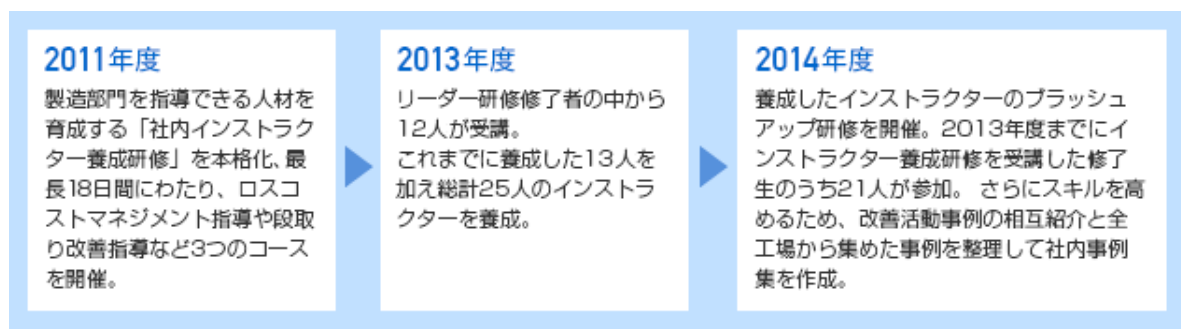 2011年度
製造部門を指導できる人材を
育成する「社内インストラク
ター養成研修」を本格化、最
長18日間にわたり、ロスコ
ストマネジメント指導や段取
り改善指導など3つのコース
を開催。
2013年度
リーダー研修修了者の中から
12人が受講。
これまでに養成した13人を
加え総計25人のインストラ
クターを養成。
2014年度
養成したインストラクターのブラッシュ
アップ研修を開催。2013年度までにイ
ンストラクター養成研修を受講した修了
生のうち21人が参加。 さらにスキルを高
めるため、改善活動事例の相互紹介と全
工場から集めた事例を整理して社内事例
集を作成。